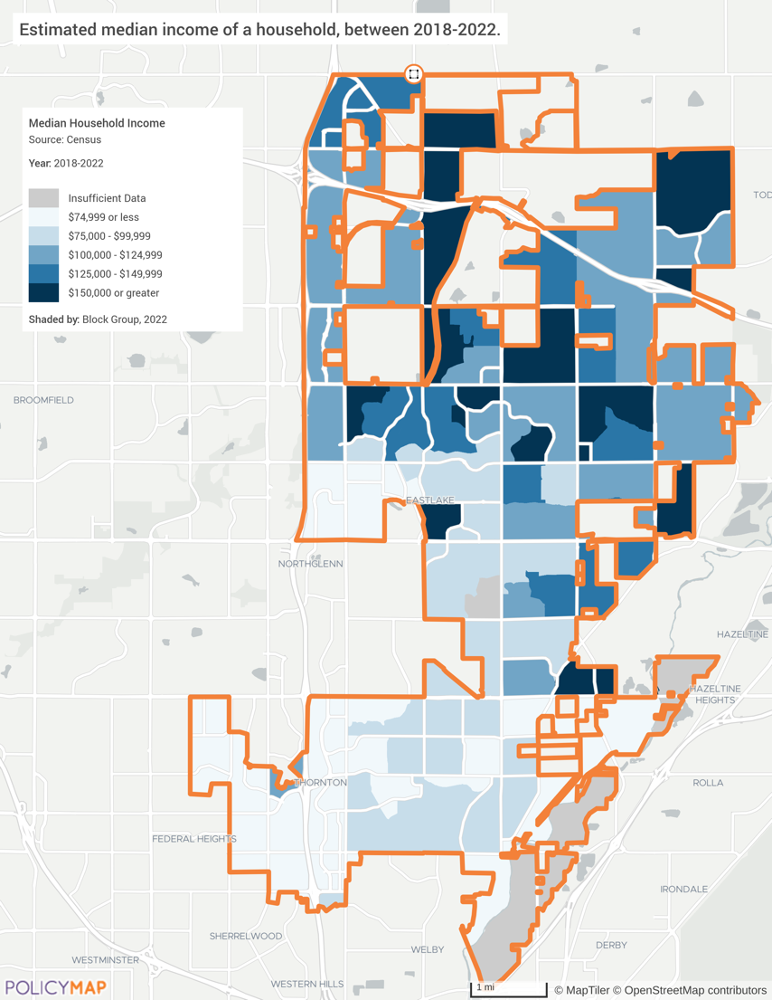 Estimated median income of a household, between 2018-2022.
Median Household Income
Source: Census
Year: 2018-2022
Insufficient Data
$74,999 or less
$75,000 - $99,999
$100,000 - $124,999
$125,000 - $149,999
$150,000 or greater
Shaded by: Block Group, 2022
TOD
BROOMFIELD
EASTLAKE
NORTHGLENN
HAZELTINE
HAZELTINE
HEIGHTS
THORNTON
ROLLA
FEDERAL HEIGHTS
IRONDALE
SHERRELWOOD
DERBY
WELBY
WESTMINSTER
WESTERN HILLS
POLICYMAP
1 mi
© MapTiler © OpenStreetMap contributors